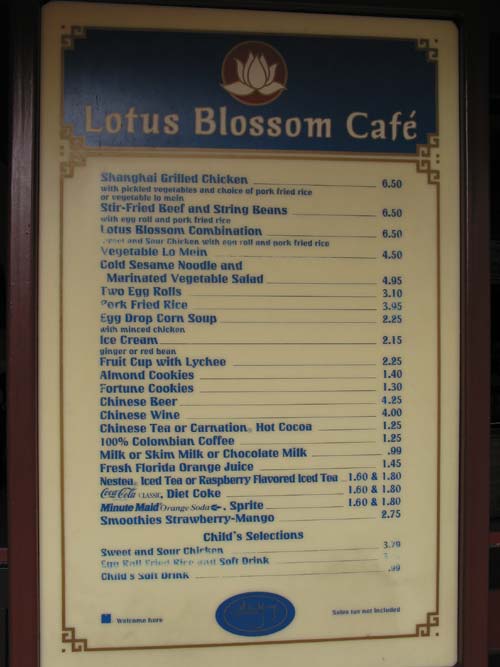 Lotus Blossom Café
Shanghai Grilled Chicken 6.50
with pickled vegetables and choice of pork fried rice
or vegetable lo mein
Stir-Fried Beef and String Beans 6.50
with egg roll and pork fried rice
Lotus Blossom Combination 6.50
Sweet and Sour Chicken with egg roll and pork fried rice
Vegetable Lo Mein 4.50
Cold Sesame Noodle and
Marinated Vegetable Salad 4.95
Two Egg Rolls 3.10
Pork Fried Rice 3.95
Egg Drop Corn Soup 2.25
with minced chicken
Ice Cream 2.15
ginger or red bean
Fruit Cup with Lychee 2.25
Almond Cookies 1.40
Fortune Cookies 1.30
Chinese Beer 4.25
Chinese Wine 4.00
Chinese Tea or Carnation® Hot Cocoa 1.25
100% Colombian Coffee 1.25
Milk or Skim Milk or Chocolate Milk .99
Fresh Florida Orange Juice 1.45
Nestea® Iced Tea or Raspberry Flavored Iced Tea 1.60 & 1.80
Coca-Cola CLASSIC, Diet Coke 1.60 & 1.80
Minute Maid Orange Soda, Sprite 1.60 & 1.80
Smoothies Strawberry-Mango 2.75
Child's Selections
Sweet and Sour Chicken 3.79
Egg Roll Fried Rice and Soft Drink
Child's Soft Drink .99
Welcome here
Sales tax not included